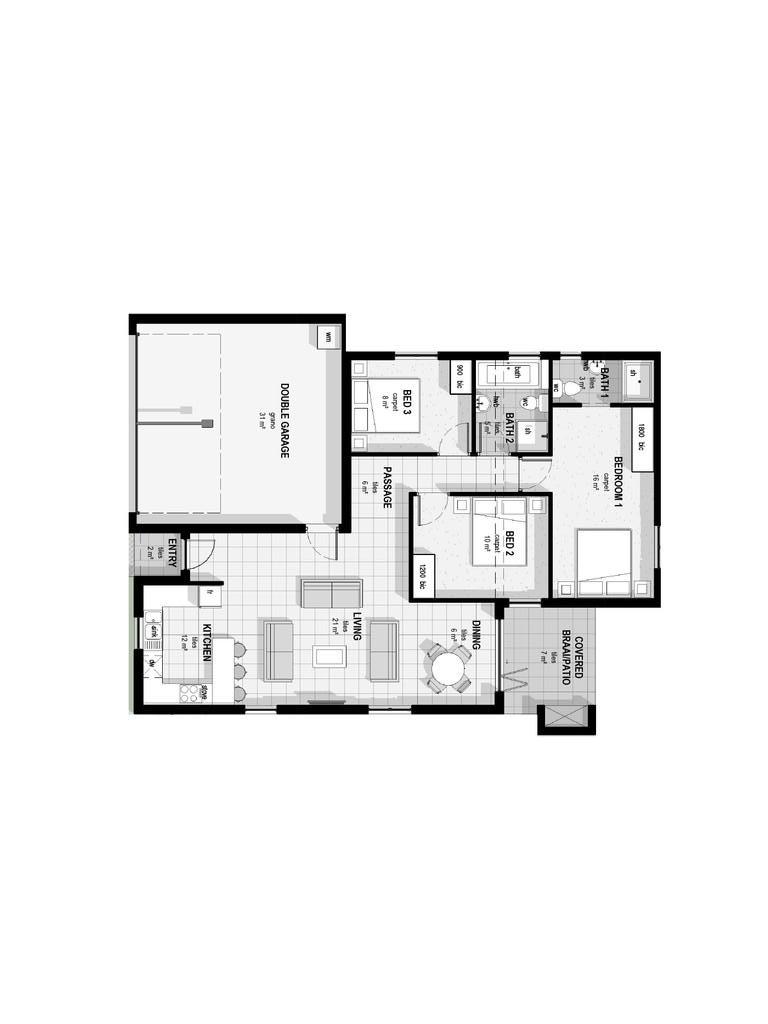 wm
DOUBLE GARAGE
grano
31 m²
BED 3
carpet
8 m²
900 bic
bath
hwb
wc
BATH 2
tiles
5 m²
sh
hwb
wc
BATH 1
tiles
3 m²
sh
1800 bic
BEDROOM 1
carpet
16 m²
PASSAGE
tiles
6 m²
BED 2
carpet
10 m²
1200 bic
ENTRY
tiles
2 m²
fr
sink
dw
KITCHEN
tiles
12 m²
stove
LIVING
tiles
21 m²
DINING
tiles
6 m²
COVERED
BRAAI/PATIO
tiles
7 m²